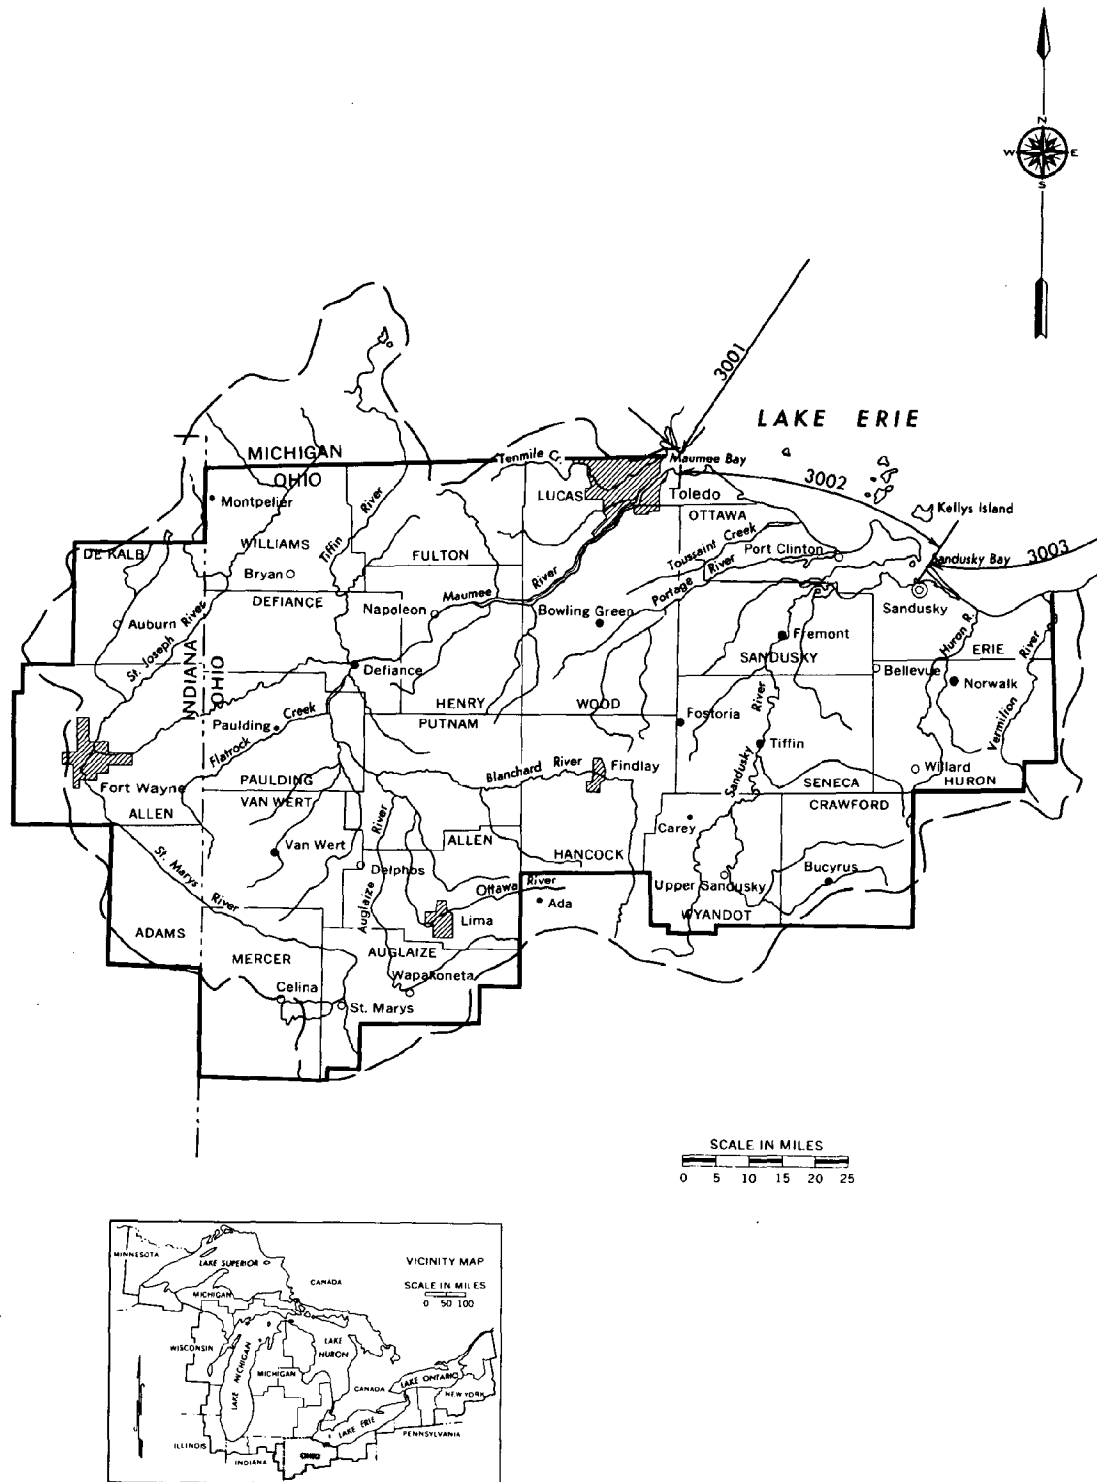 N
W
E
S
3001
LAKE ERIE
MICHIGAN
OHIO
Tenmile Cr.
Maumee Bay
3002
LUCAS
Toledo
Montpelier
River
OTTAWA
Kellys Island
DE KALB
WILLIAMS
Tiffin
FULTON
Toussaint Creek
Port Clinton
Sandusky Bay
3003
Bryan
River
Portage River
DEFIANCE
Napoleon
Maumee
Bowling Green
Sandusky
Auburn
St. Joseph River
Fremont
Huron R.
River
ERIE
INDIANA
OHIO
Defiance
SANDUSKY
Bellevue
Norwalk
HENRY
WOOD
River
Paulding
Flatrock Creek
PUTNAM
Fostoria
Vermilion
Tiffin
Blanchard River
Findlay
Sandusky
Willard
Fort Wayne
PAULDING
SENECA
HURON
ALLEN
VAN WERT
CRAWFORD
River
Carey
Van Wert
ALLEN
HANCOCK
St. Marys
River
Delphos
Ottawa River
Upper Sandusky
Bucyrus
Auglaize
Lima
Ada
WYANDOT
ADAMS
MERCER
AUGLAIZE
Wapakoneta
Celina
St. Marys
SCALE IN MILES
0 5 10 15 20 25
VICINITY MAP
SCALE IN MILES
0 50 100
MINNESOTA
LAKE SUPERIOR
CANADA
MICHIGAN
WISCONSIN
LAKE HURON
LAKE MICHIGAN
MICHIGAN
CANADA
LAKE ONTARIO
NEW YORK
LAKE ERIE
PENNSYLVANIA
ILLINOIS
INDIANA
OHIO